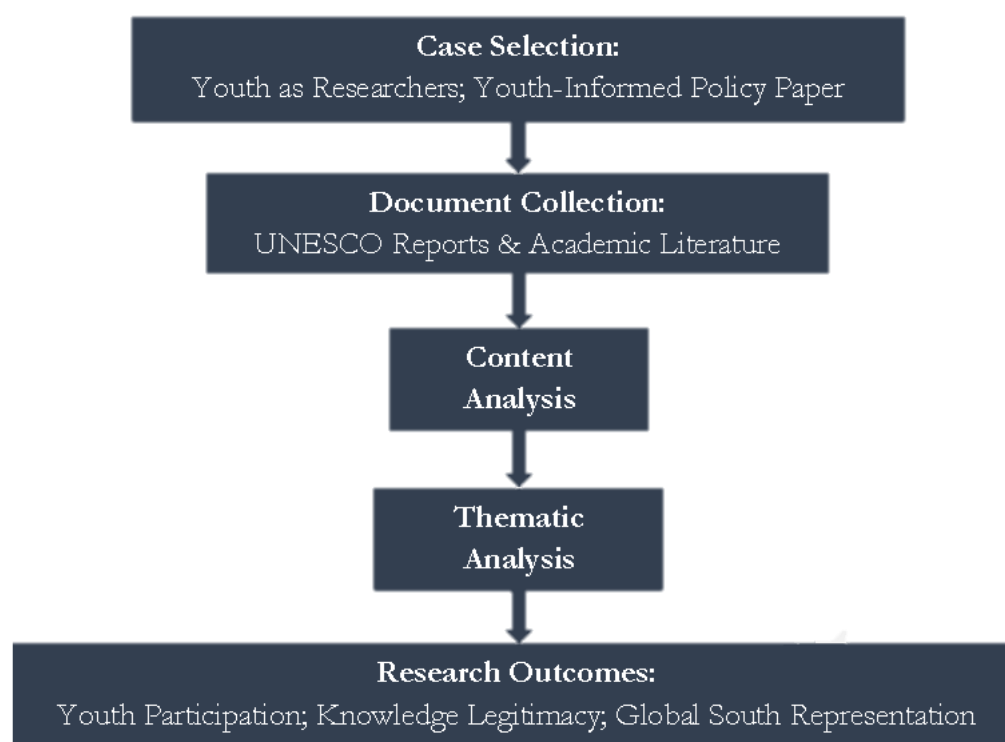 Case Selection:
Youth as Researchers; Youth-Informed Policy Paper
Document Collection:
UNESCO Reports & Academic Literature
Content
Analysis
Thematic
Analysis
Research Outcomes:
Youth Participation; Knowledge Legitimacy; Global South Representation